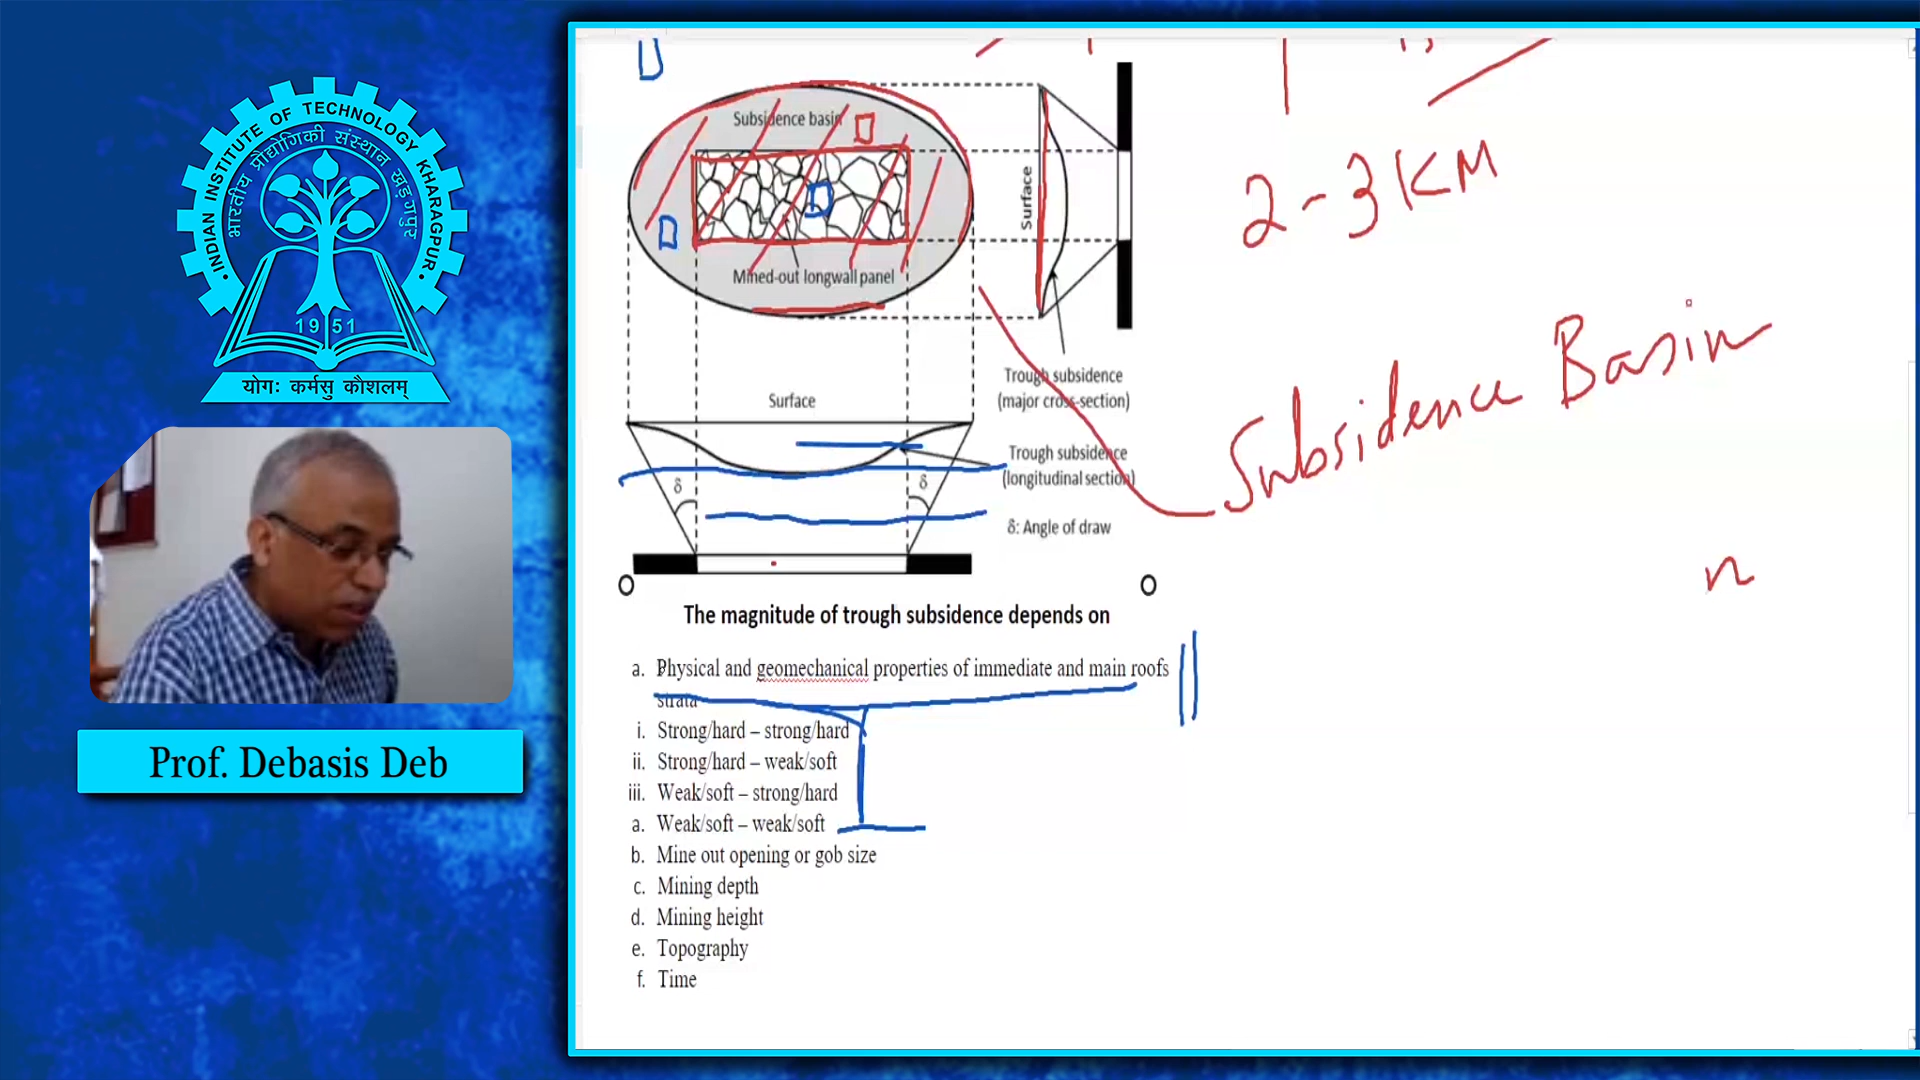 INDIAN INSTITUTE OF TECHNOLOGY KHARAGPUR
भारतीय प्रौद्योगिकी संस्थान खड़गपुर
1951
योगः कर्मसु कौशलम्
Prof. Debasis Deb
Subsidence basin
Mined-out longwall panel
Surface
2-3 KM
Subsidence Basin
Trough subsidence
(major cross-section)
Surface
Trough subsidence
(longitudinal section)
δ
δ
δ: Angle of draw
n
The magnitude of trough subsidence depends on
a. Physical and geomechanical properties of immediate and main roofs
strata
i. Strong/hard – strong/hard
ii. Strong/hard – weak/soft
iii. Weak/soft – strong/hard
a. Weak/soft – weak/soft
b. Mine out opening or gob size
c. Mining depth
d. Mining height
e. Topography
f. Time